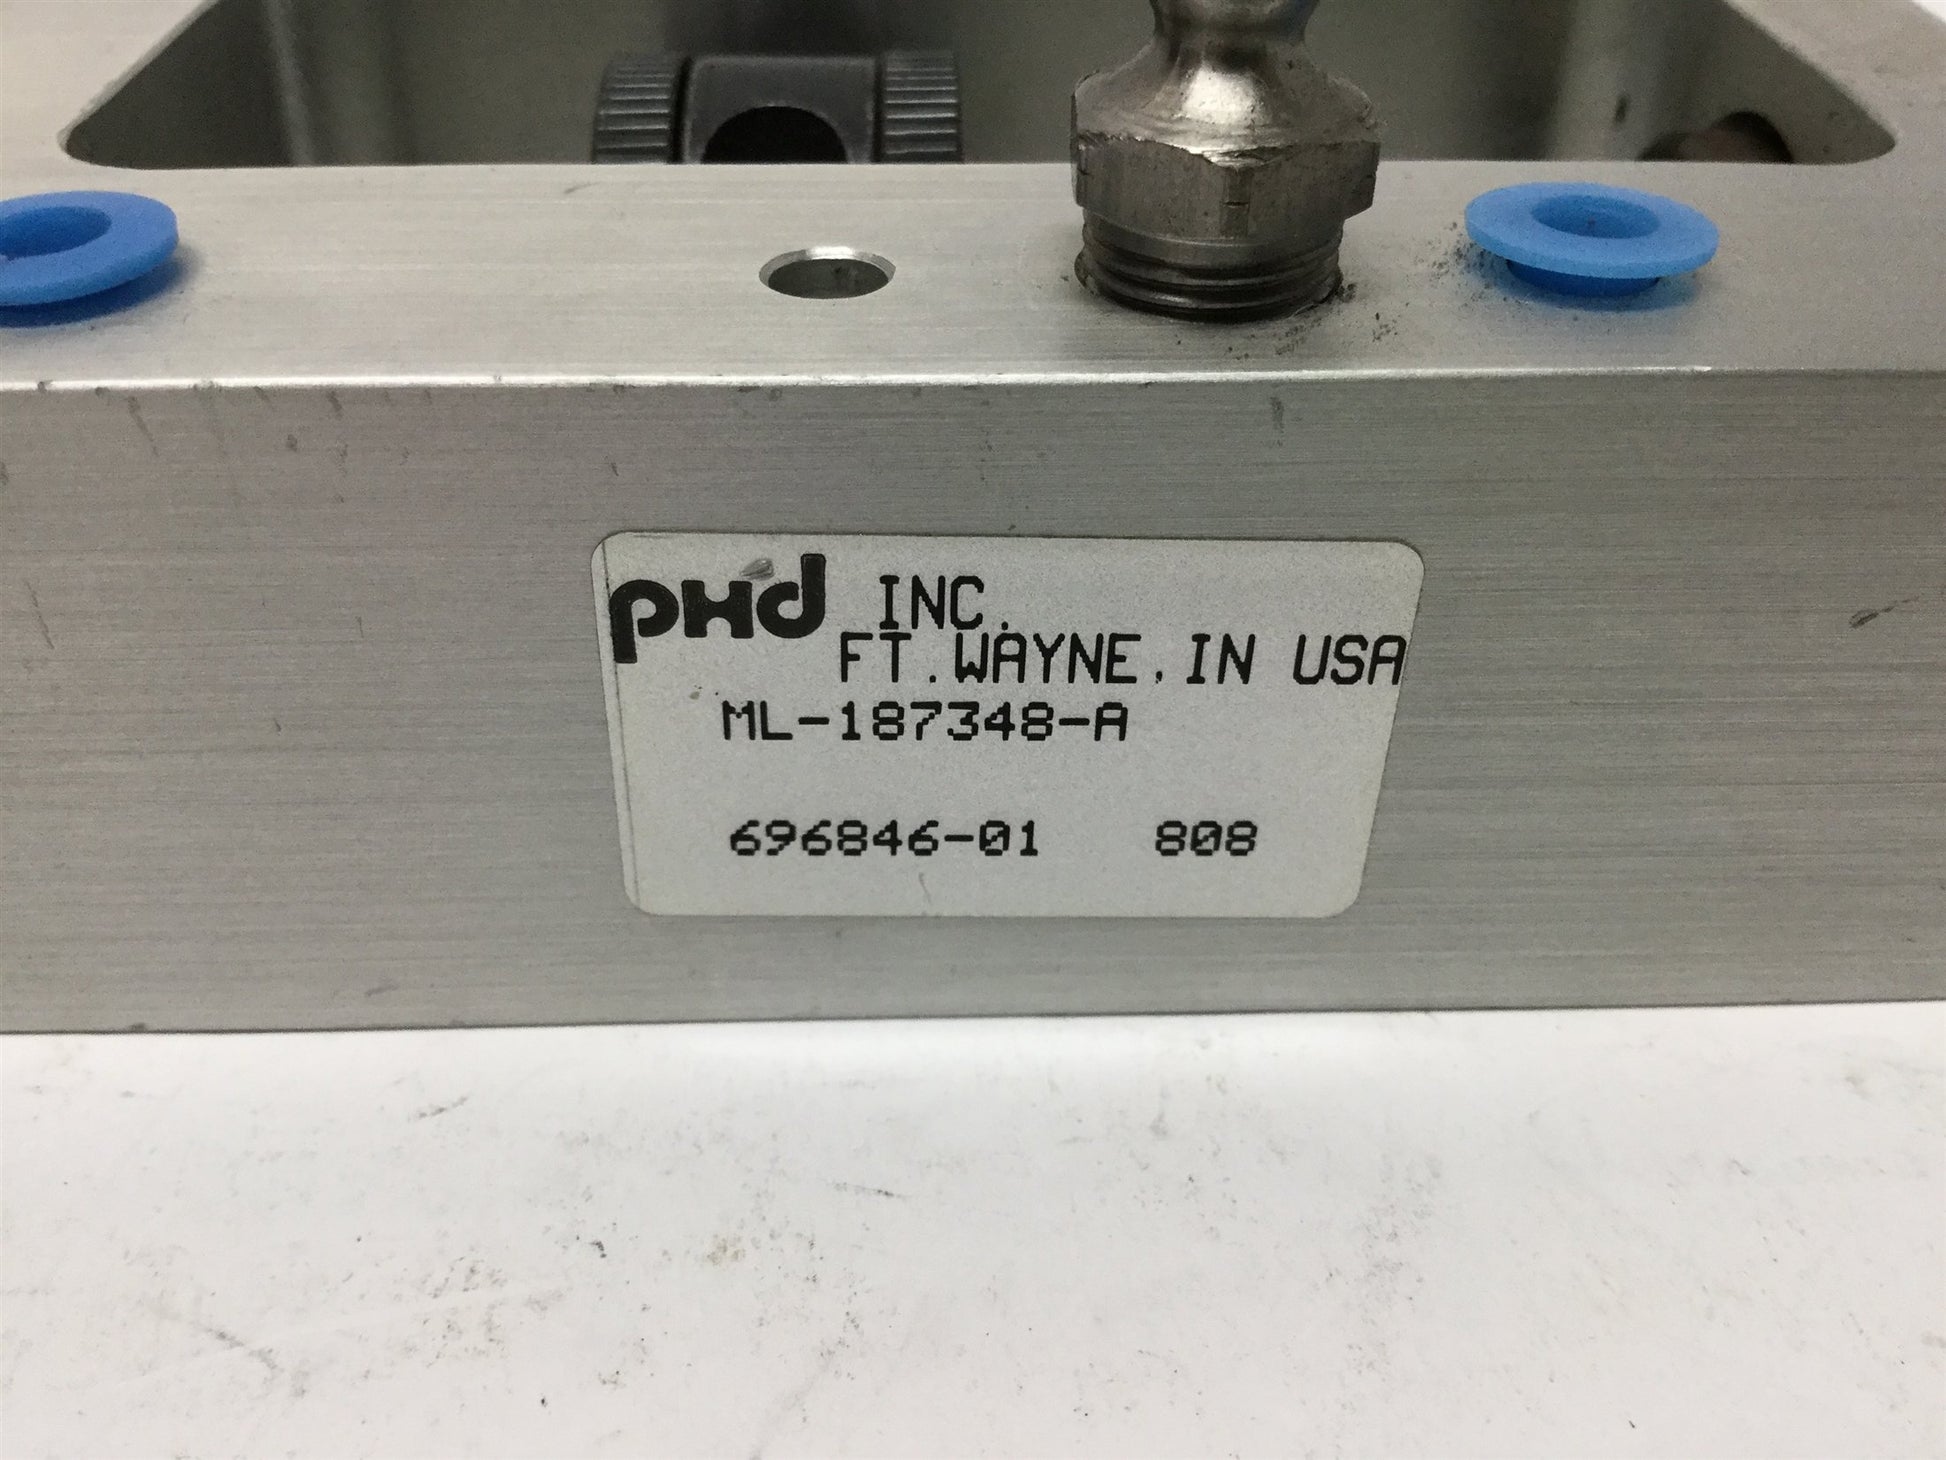 PHD INC.
FT. WAYNE, IN USA
ML-187348-A
696846-01 808